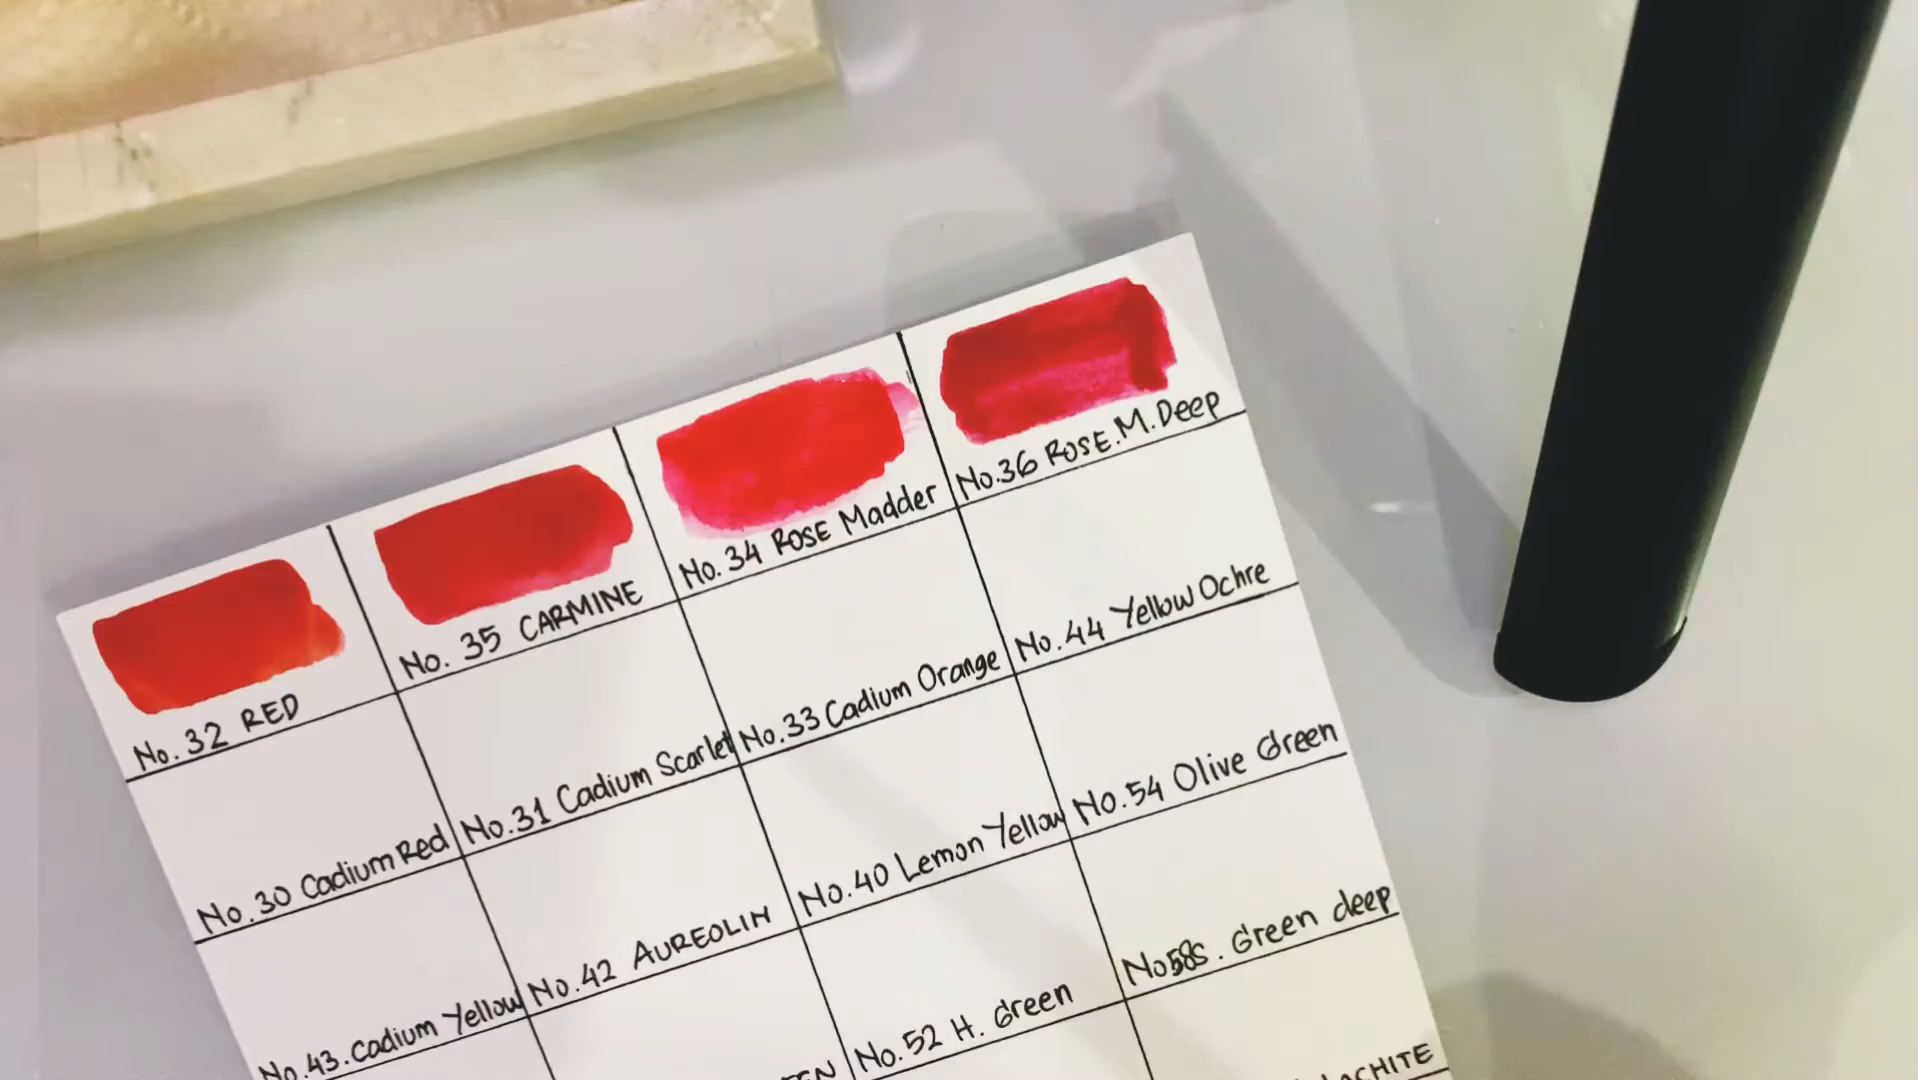 No. 32 RED
No. 35 CARMINE
No. 34 ROSE Madder
No.36 ROSE.M.Deep
No.30 Cadium Red
No.31 Cadium Scarlet
No.33 Cadium Orange
No.44 Yellow Ochre
No.43. Cadium Yellow
No.42 AUREOLIN
No.40 Lemon Yellow
No.54 Olive Green
No.52 H. Green
No58s. Green deep